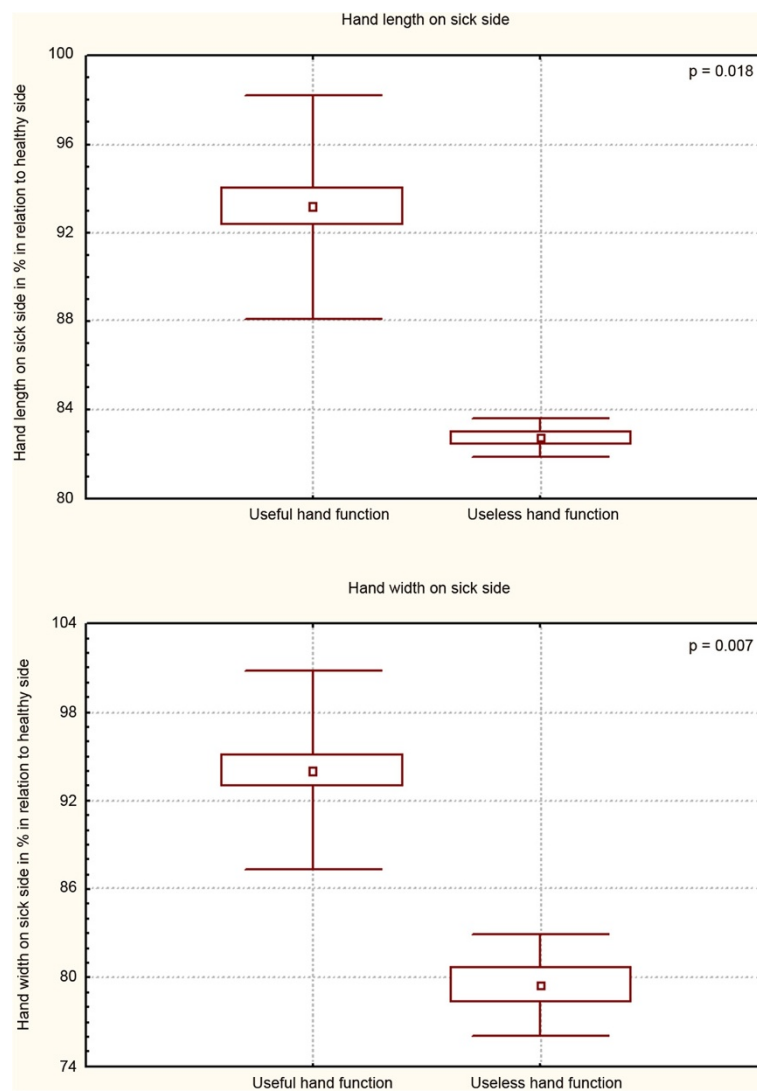 Hand length on sick side
p = 0.018
Hand length on sick side in % in relation to healthy side
100
96
92
88
84
80
Useful hand function
Useless hand function
Hand width on sick side
p = 0.007
Hand width on sick side in % in relation to healthy side
104
98
92
86
80
74
Useful hand function
Useless hand function